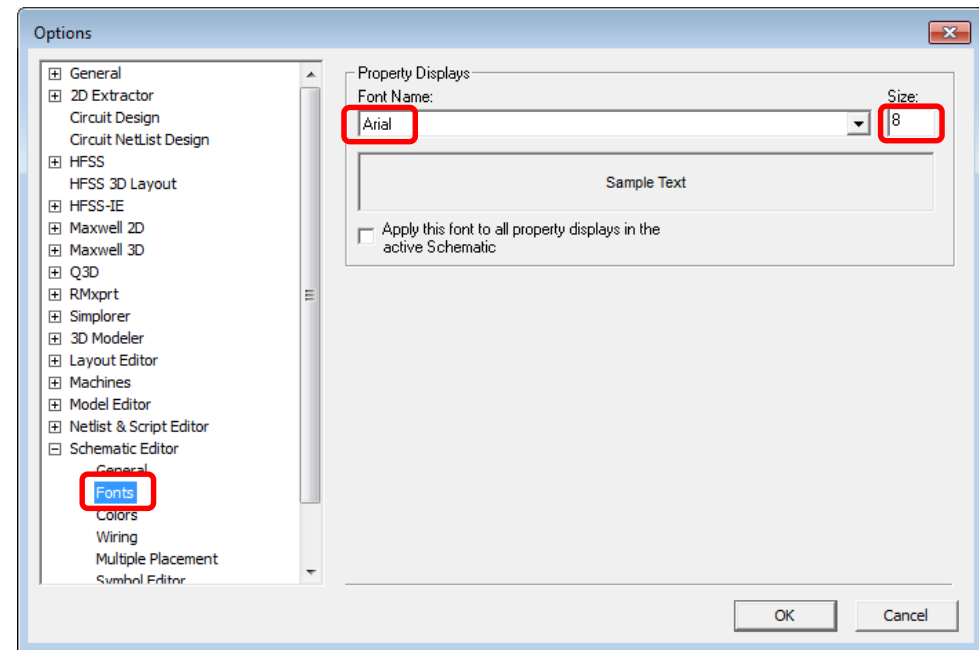 Options
General
2D Extractor
Circuit Design
Circuit NetList Design
HFSS
HFSS 3D Layout
HFSS-IE
Maxwell 2D
Maxwell 3D
Q3D
RMxprt
Simplorer
3D Modeler
Layout Editor
Machines
Model Editor
Netlist & Script Editor
Schematic Editor
General
Fonts
Colors
Wiring
Multiple Placement
Symbol Editor
Property Displays
Font Name:
Size:
Arial
8
Sample Text
Apply this font to all property displays in the
active Schematic
OK
Cancel